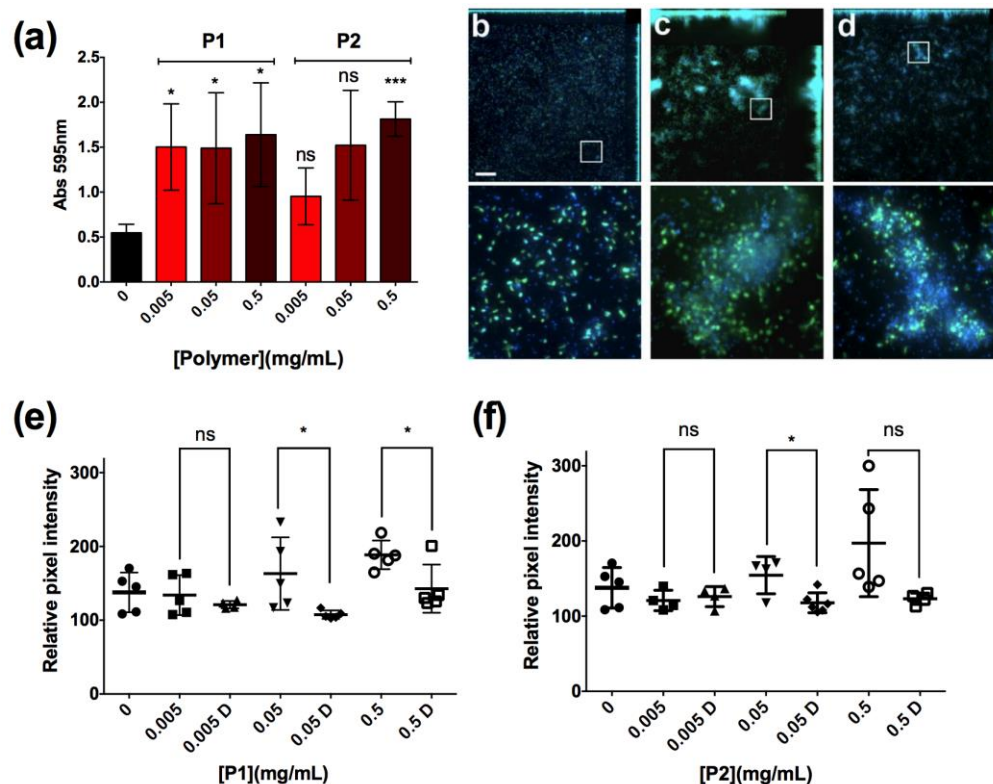 (a)
P1
P2
*
*
*
ns
ns
***
Abs 595nm
2.5
2.0
1.5
1.0
0.5
0.0
0
0.005
0.05
0.5
0.005
0.05
0.5
[Polymer](mg/mL)
b
c
d
(e)
ns
*
*
Relative pixel intensity
300
200
100
0
0
0.005
0.005 D
0.05
0.05 D
0.5
0.5 D
[P1](mg/mL)
(f)
ns
*
ns
Relative pixel intensity
300
200
100
0
0
0.005
0.005 D
0.05
0.05 D
0.5
0.5 D
[P2](mg/mL)